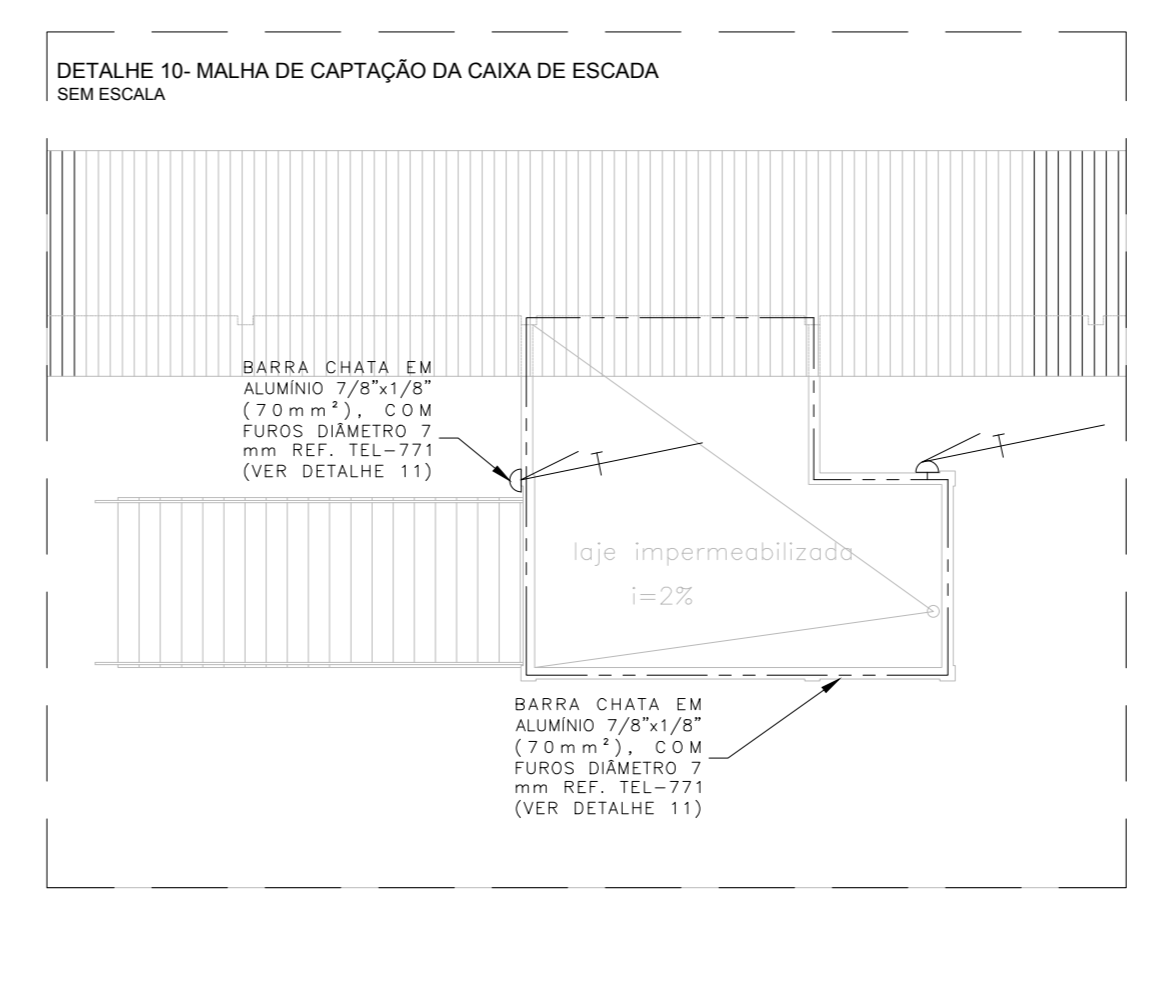 DETALHE 10- MALHA DE CAPTAÇÃO DA CAIXA DE ESCADA
SEM ESCALA
BARRA CHATA EM
ALUMÍNIO 7/8"x1/8"
(70mm²), COM
FUROS DIÂMETRO 7
mm REF. TEL-771
(VER DETALHE 11)
T
T
laje impermeabilizada
i=2%
BARRA CHATA EM
ALUMÍNIO 7/8"x1/8"
(70mm²), COM
FUROS DIÂMETRO 7
mm REF. TEL-771
(VER DETALHE 11)